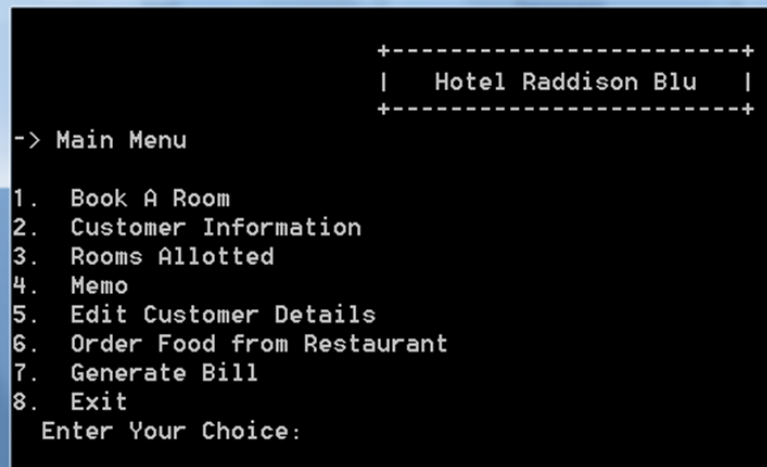 +------------------------+
|   Hotel Raddison Blu   |
+------------------------+
-> Main Menu
1.  Book A Room
2.  Customer Information
3.  Rooms Allotted
4.  Memo
5.  Edit Customer Details
6.  Order Food from Restaurant
7.  Generate Bill
8.  Exit
Enter Your Choice: